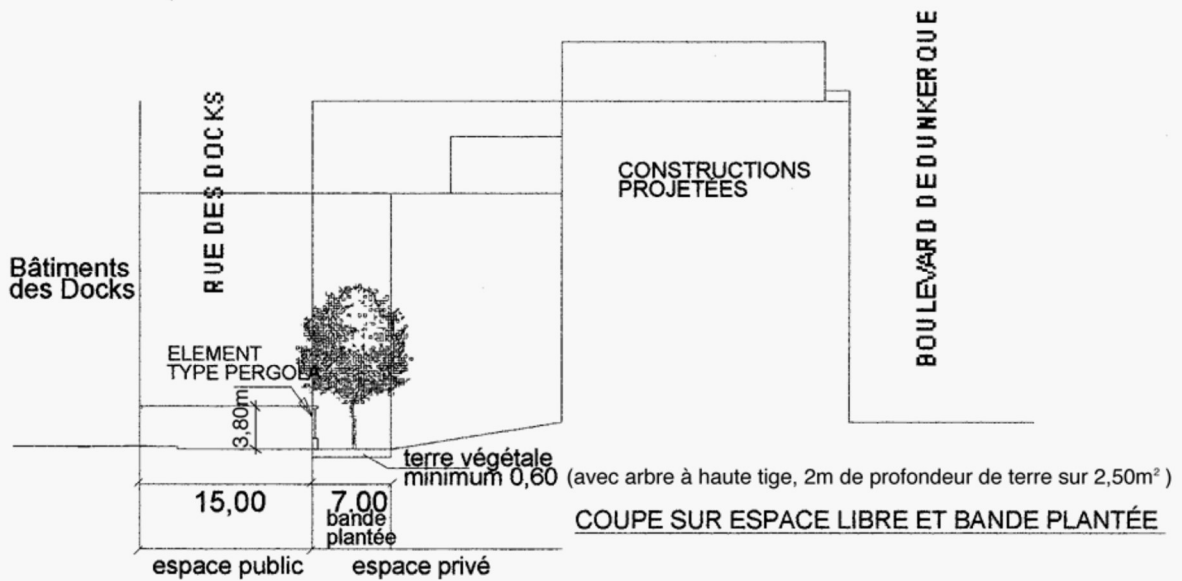 BOULEVARD DE DUNKERQUE
RUE DES DOCKS
CONSTRUCTIONS
PROJETÉES
Bâtiments
des Docks
ELEMENT
TYPE PERGOLA
3,80m
terre végétale
minimum 0,60 (avec arbre à haute tige, 2m de profondeur de terre sur 2,50m²)
15,00
7.00
bande
plantée
COUPE SUR ESPACE LIBRE ET BANDE PLANTÉE
espace public
espace privé